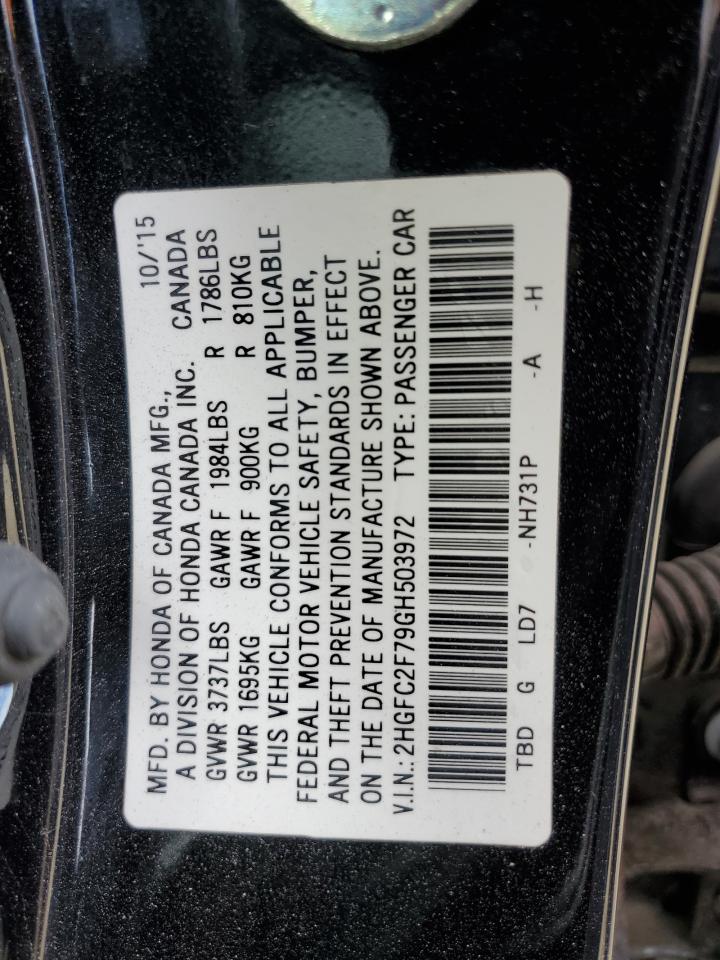 MFD. BY HONDA OF CANADA MFG., 10/'15
A DIVISION OF HONDA CANADA INC. CANADA
GVWR 3737LBS GAWR F 1984LBS R 1786LBS
GVWR 1695KG GAWR F 900KG R 810KG
THIS VEHICLE CONFORMS TO ALL APPLICABLE
FEDERAL MOTOR VEHICLE SAFETY, BUMPER,
AND THEFT PREVENTION STANDARDS IN EFFECT
ON THE DATE OF MANUFACTURE SHOWN ABOVE.
V.I.N.: 2HGFC2F79GH503972 TYPE: PASSENGER CAR
TBD G LD7 -NH731P -A -H